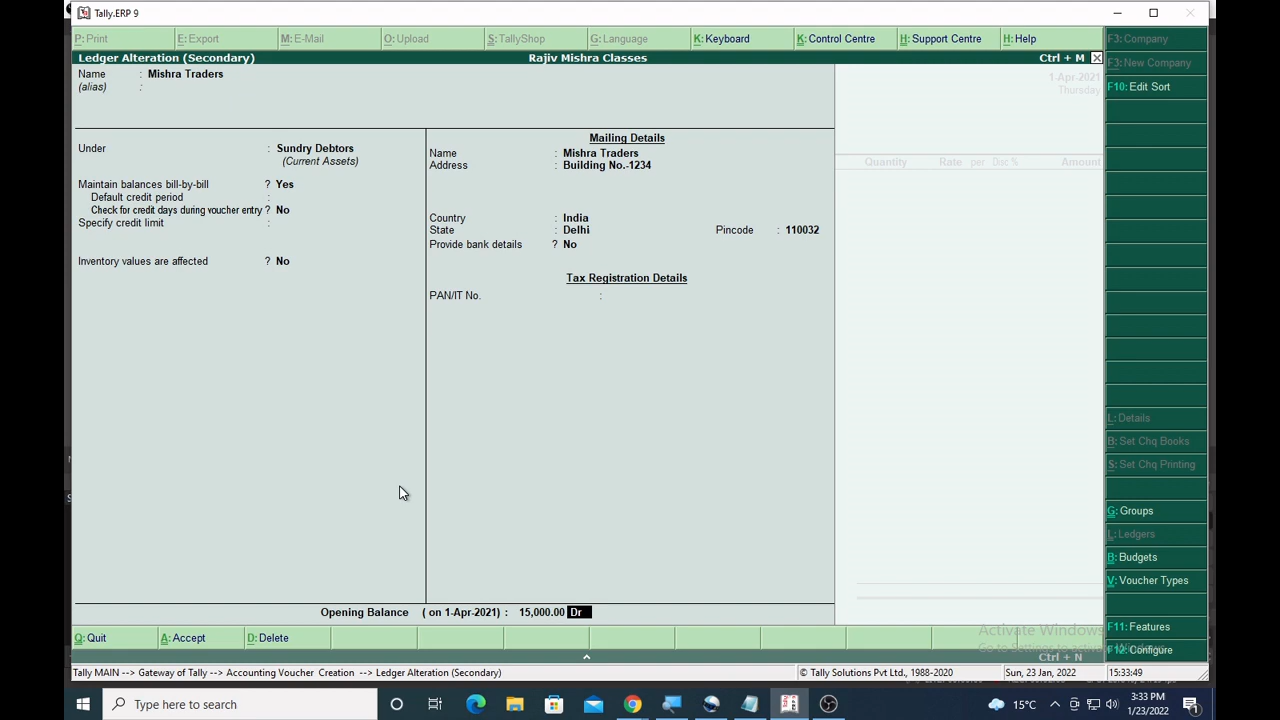 Tally.ERP 9
P: Print E: Export M: E-Mail O: Upload S: TallyShop G: Language K: Keyboard K: Control Centre H: Support Centre H: Help
Ledger Alteration (Secondary) Rajiv Mishra Classes Ctrl + M
Name : Mishra Traders
(alias) :
Under : Sundry Debtors
(Current Assets)
Maintain balances bill-by-bill ? Yes
Default credit period :
Check for credit days during voucher entry ? No
Specify credit limit :
Inventory values are affected ? No
Mailing Details
Name : Mishra Traders
Address : Building No.-1234
Country : India
State : Delhi Pincode : 110032
Provide bank details ? No
Tax Registration Details
PAN/IT No. :
1-Apr-2021
Thursday
Quantity Rate per Disc % Amount
Opening Balance ( on 1-Apr-2021) : 15,000.00 Dr
F3: Company
F3: New Company
F10: Edit Sort
L: Details
B: Set Chq Books
S: Set Chq Printing
G: Groups
L: Ledgers
B: Budgets
V: Voucher Types
F11: Features
F12: Configure
Q: Quit A: Accept D: Delete
Activate Windows
Go to Settings to activate Windows.
Ctrl + N
Tally MAIN --> Gateway of Tally --> Accounting Voucher Creation --> Ledger Alteration (Secondary) © Tally Solutions Pvt Ltd., 1988-2020 Sun, 23 Jan, 2022 15:33:49
Type here to search
15°C
3:33 PM
1/23/2022